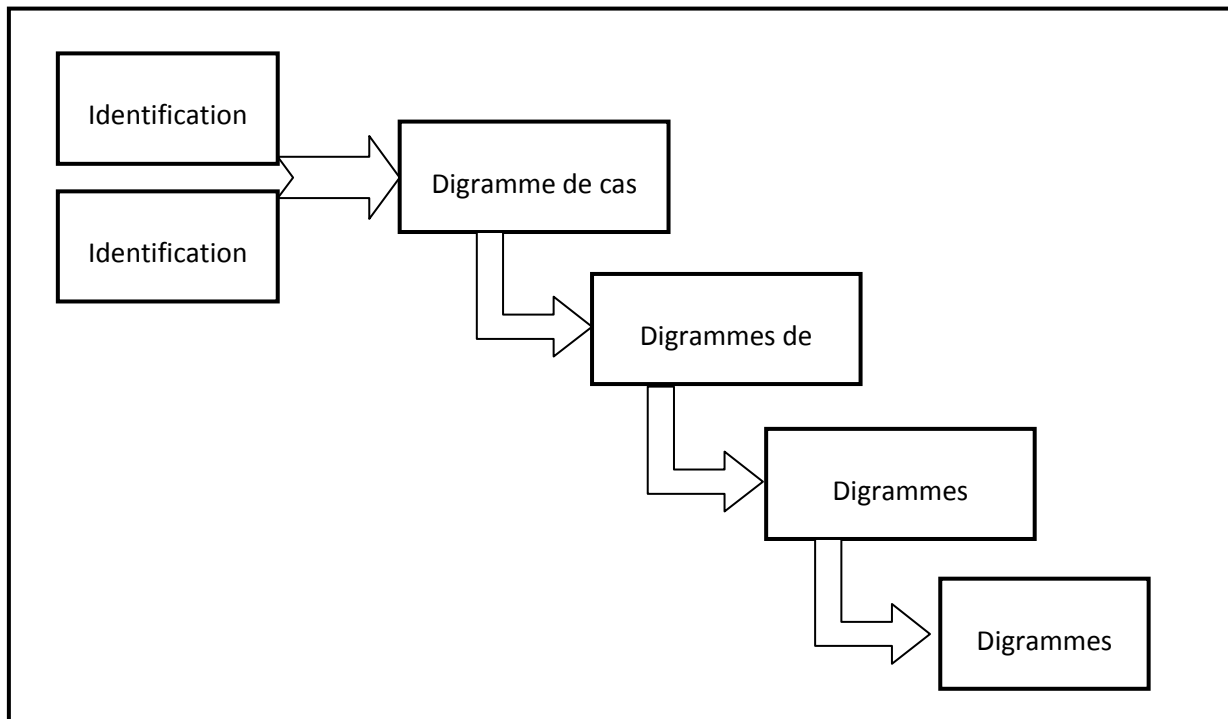 Identification
Identification
Digramme de cas
Digrammes de
Digrammes
Digrammes